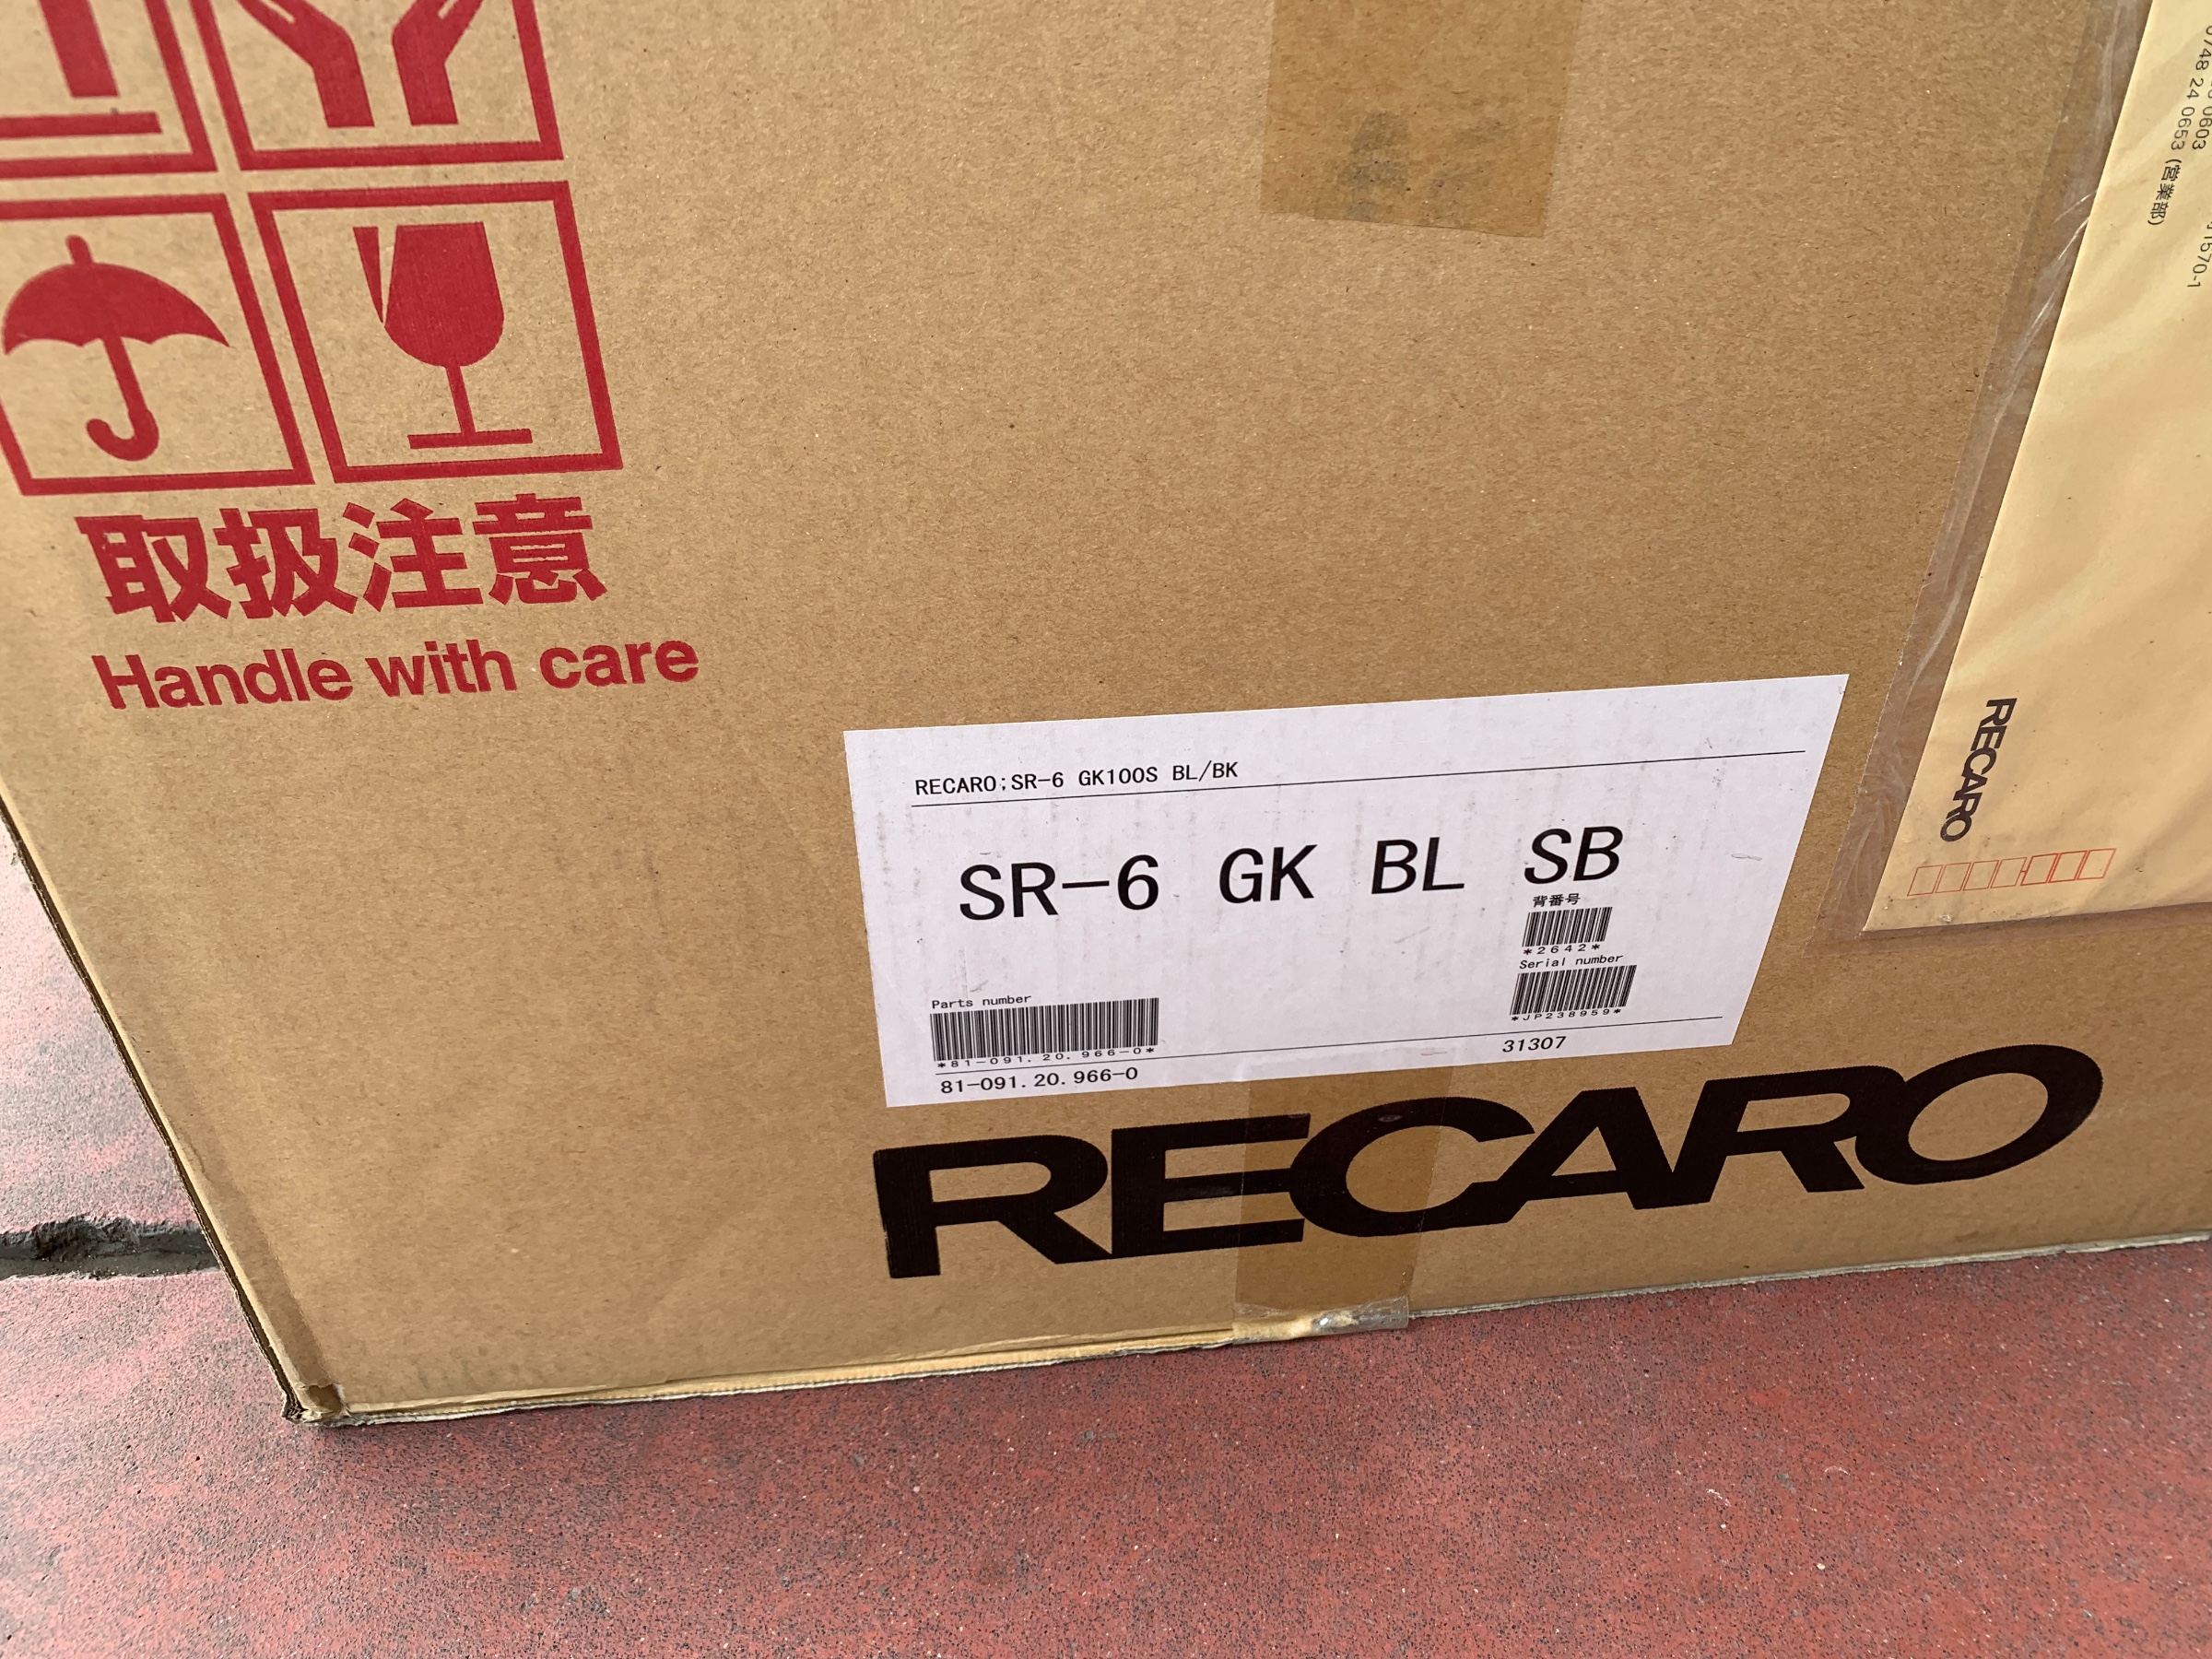 取扱注意
Handle with care
RECARO;SR-6 GK100S BL/BK
SR-6 GK BL SB
背番号
*2642*
Serial number
*JP238959*
Parts number
*81-091.20.966-0*
81-091.20.966-0
31307
RECARO
0748 24 0653 (営業部)
RECARO